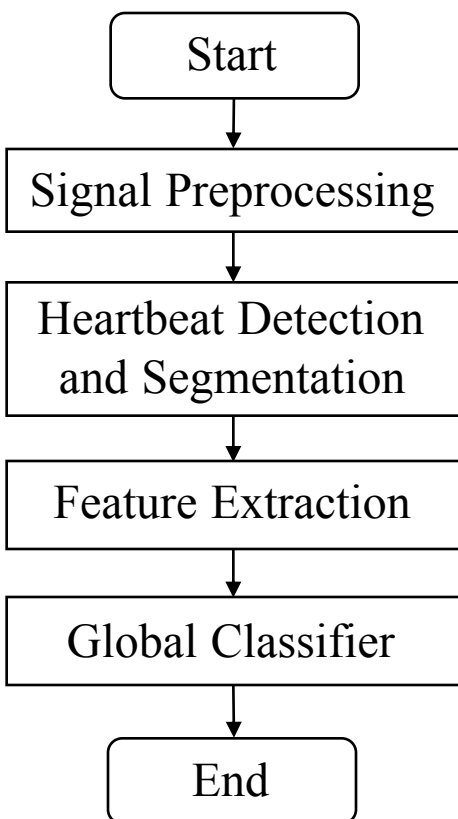 Start
Signal Preprocessing
Heartbeat Detection
and Segmentation
Feature Extraction
Global Classifier
End